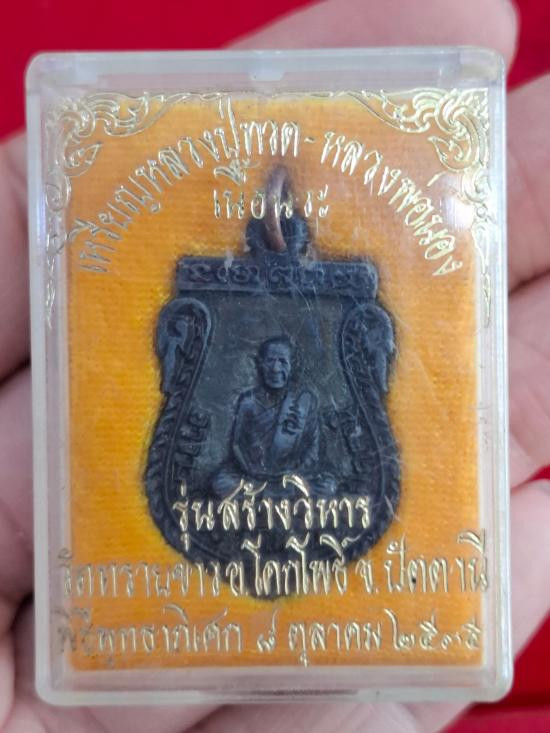 เหรียญหลวงปู่ทวด-หลวงพ่อนอง
เนื้อนวะ
รุ่นสร้างวิหาร
วัดทรายขาว อ.โคกโพธิ์ จ.ปัตตานี
พิธีพุทธาภิเศก ๘ ตุลาคม ๒๕๓๕